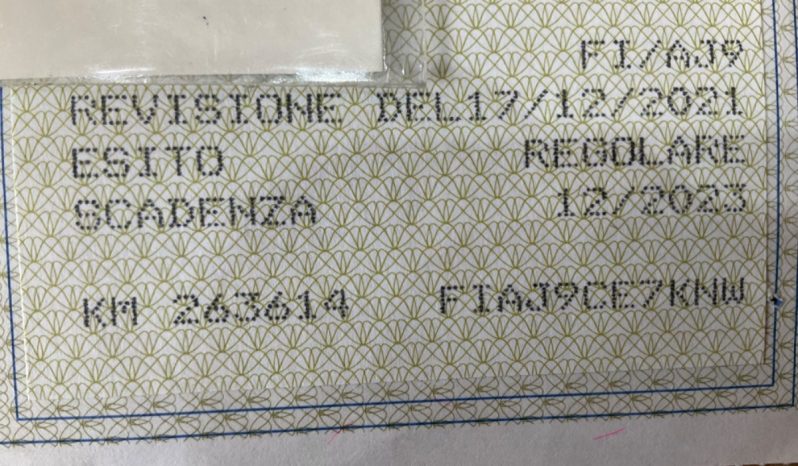 FI/AJ9
REVISIONE DEL17/12/2021
ESITO REGOLARE
SCADENZA 12/2023
KM 263614 FIAJ9CE7KNW